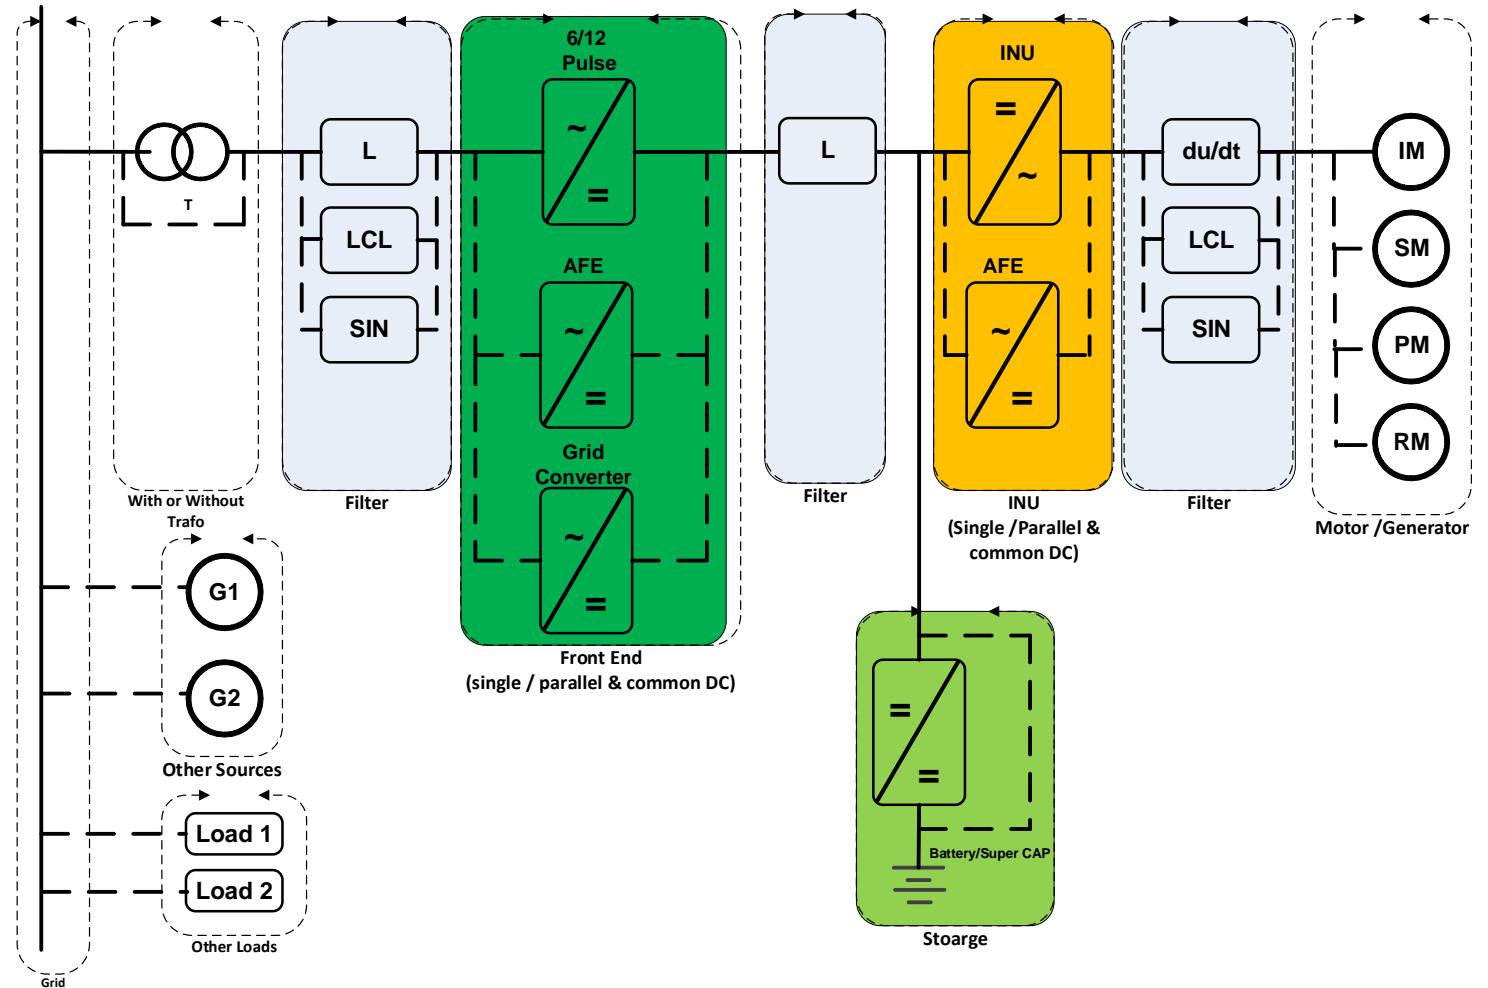 6/12
Pulse
INU
T
L
L
du/dt
IM
LCL
AFE
AFE
LCL
SM
SIN
SIN
PM
Grid
Converter
RM
With or Without
Trafo
Filter
Filter
INU
(Single /Parallel &
common DC)
Filter
Motor /Generator
G1
G2
Other Sources
Front End
(single / parallel & common DC)
Load 1
Load 2
Other Loads
Battery/Super CAP
Stoarge
Grid
~
=
~
=
~
=
=
~
~
=
=
=